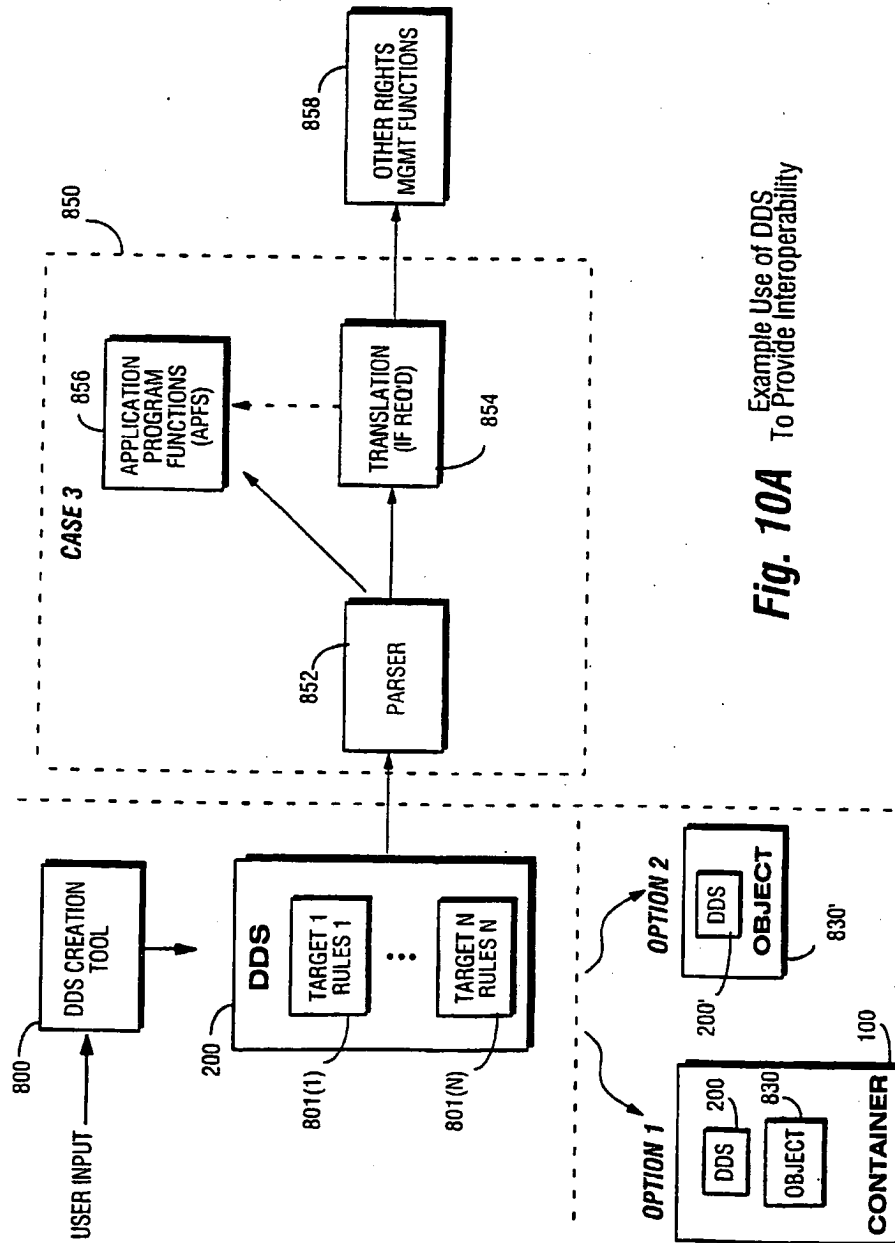 USER INPUT
800
DDS CREATION
TOOL
200
DDS
TARGET 1
RULES 1
801(1)
TARGET N
RULES N
801(N)
OPTION 1
200
DDS
830
OBJECT
CONTAINER
100
OPTION 2
DDS
200'
OBJECT
830'
850
CASE 3
852
PARSER
856
APPLICATION
PROGRAM
FUNCTIONS
(APFS)
TRANSLATION
(IF REQ'D)
854
858
OTHER RIGHTS
MGMT FUNCTIONS
Fig. 10A
Example Use of DDS
To Provide Interoperability